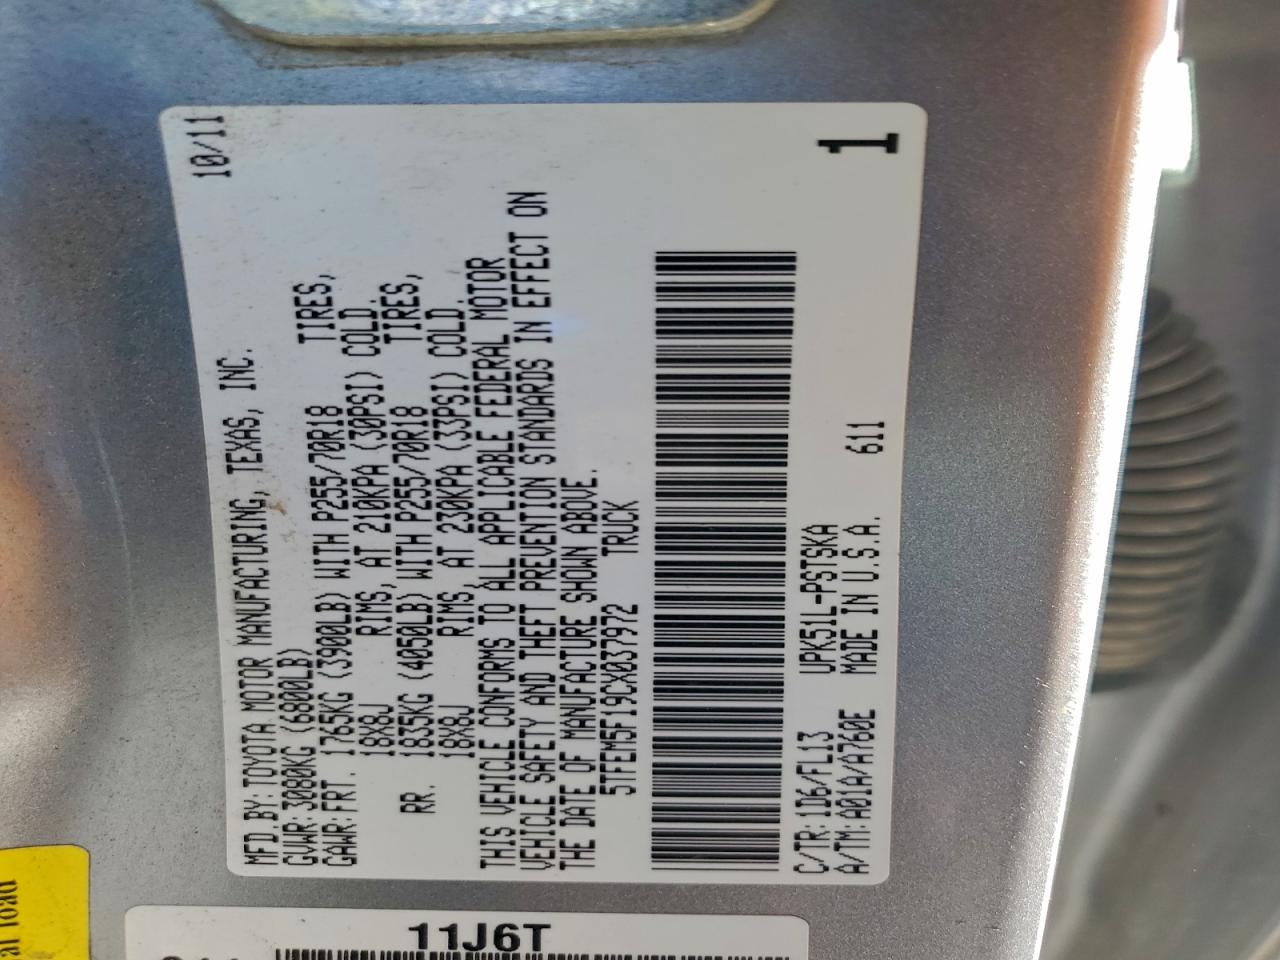 MFD.BY: TOYOTA MOTOR MANUFACTURING, TEXAS, INC. 10/11
GVWR: 3080KG (6800LB)
GAWR: FRT. 1765KG (3900LB) WITH P255/70R18 TIRES,
18X8J RIMS, AT 210KPA (30PSI) COLD.
RR. 1835KG (4050LB) WITH P255/70R18 TIRES,
18X8J RIMS, AT 230KPA (33PSI) COLD.
THIS VEHICLE CONFORMS TO ALL APPLICABLE FEDERAL MOTOR
VEHICLE SAFETY AND THEFT PREVENTION STANDARDS IN EFFECT ON
THE DATE OF MANUFACTURE SHOWN ABOVE.
5TFEM5F19CX037972 TRUCK
C/TR: 1D6/FL13 UPK51L-PSTSKA
A/TM: A01A/A760E MADE IN U.S.A. 611
1
11J6T
load